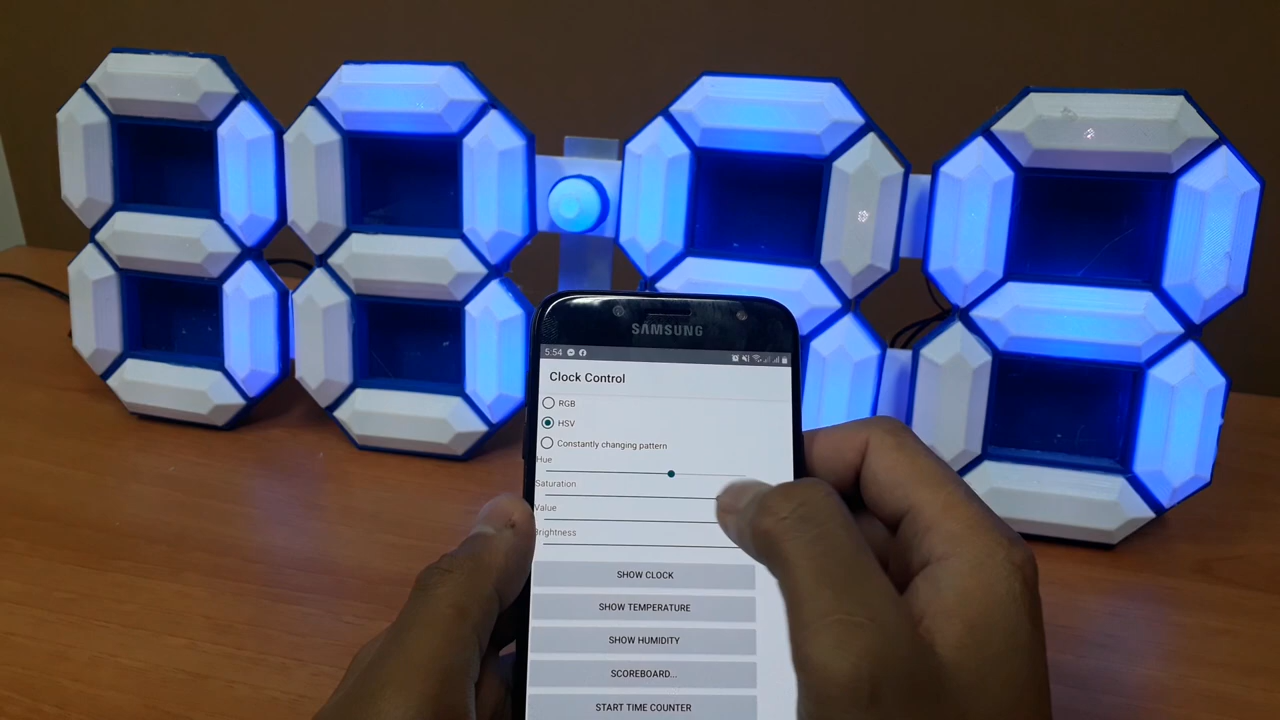 SAMSUNG
5.54
Clock Control
RGB
HSV
Constantly changing pattern
Hue
Saturation
Value
Brightness
SHOW CLOCK
SHOW TEMPERATURE
SHOW HUMIDITY
SCOREBOARD...
START TIME COUNTER